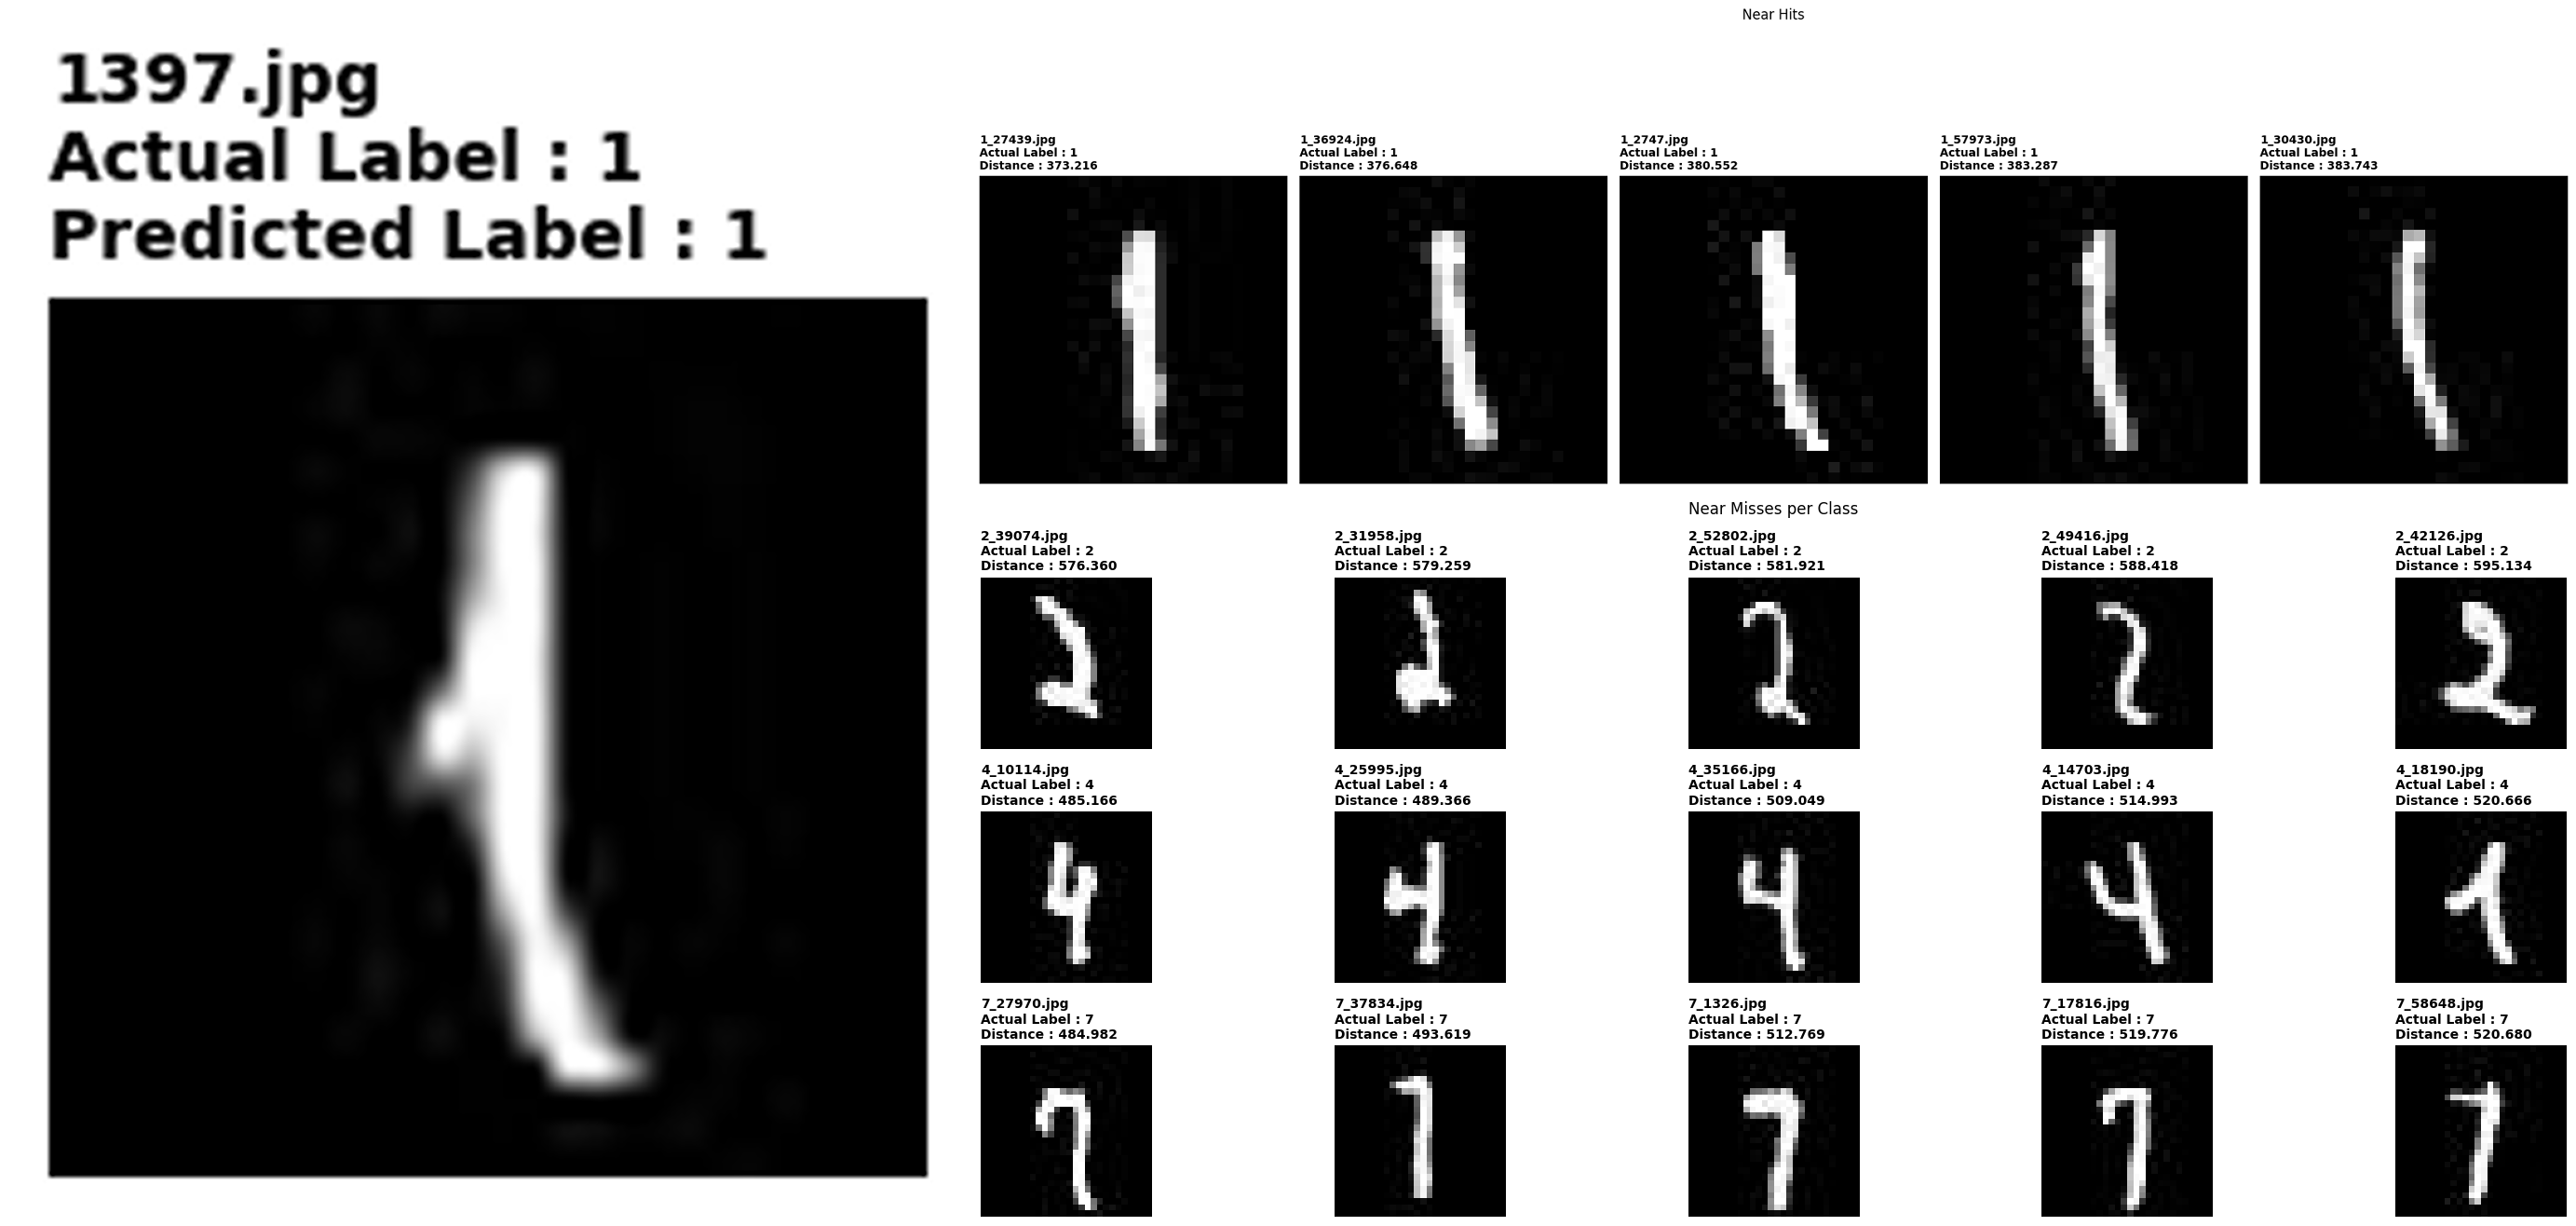 1397.jpg
Actual Label : 1
Predicted Label : 1
Near Hits
1_27439.jpg
Actual Label : 1
Distance : 373.216
1_36924.jpg
Actual Label : 1
Distance : 376.648
1_2747.jpg
Actual Label : 1
Distance : 380.552
1_57973.jpg
Actual Label : 1
Distance : 383.287
1_30430.jpg
Actual Label : 1
Distance : 383.743
Near Misses per Class
2_39074.jpg
Actual Label : 2
Distance : 576.360
2_31958.jpg
Actual Label : 2
Distance : 579.259
2_52802.jpg
Actual Label : 2
Distance : 581.921
2_49416.jpg
Actual Label : 2
Distance : 588.418
2_42126.jpg
Actual Label : 2
Distance : 595.134
4_10114.jpg
Actual Label : 4
Distance : 485.166
4_25995.jpg
Actual Label : 4
Distance : 489.366
4_35166.jpg
Actual Label : 4
Distance : 509.049
4_14703.jpg
Actual Label : 4
Distance : 514.993
4_18190.jpg
Actual Label : 4
Distance : 520.666
7_27970.jpg
Actual Label : 7
Distance : 484.982
7_37834.jpg
Actual Label : 7
Distance : 493.619
7_1326.jpg
Actual Label : 7
Distance : 512.769
7_17816.jpg
Actual Label : 7
Distance : 519.776
7_58648.jpg
Actual Label : 7
Distance : 520.680